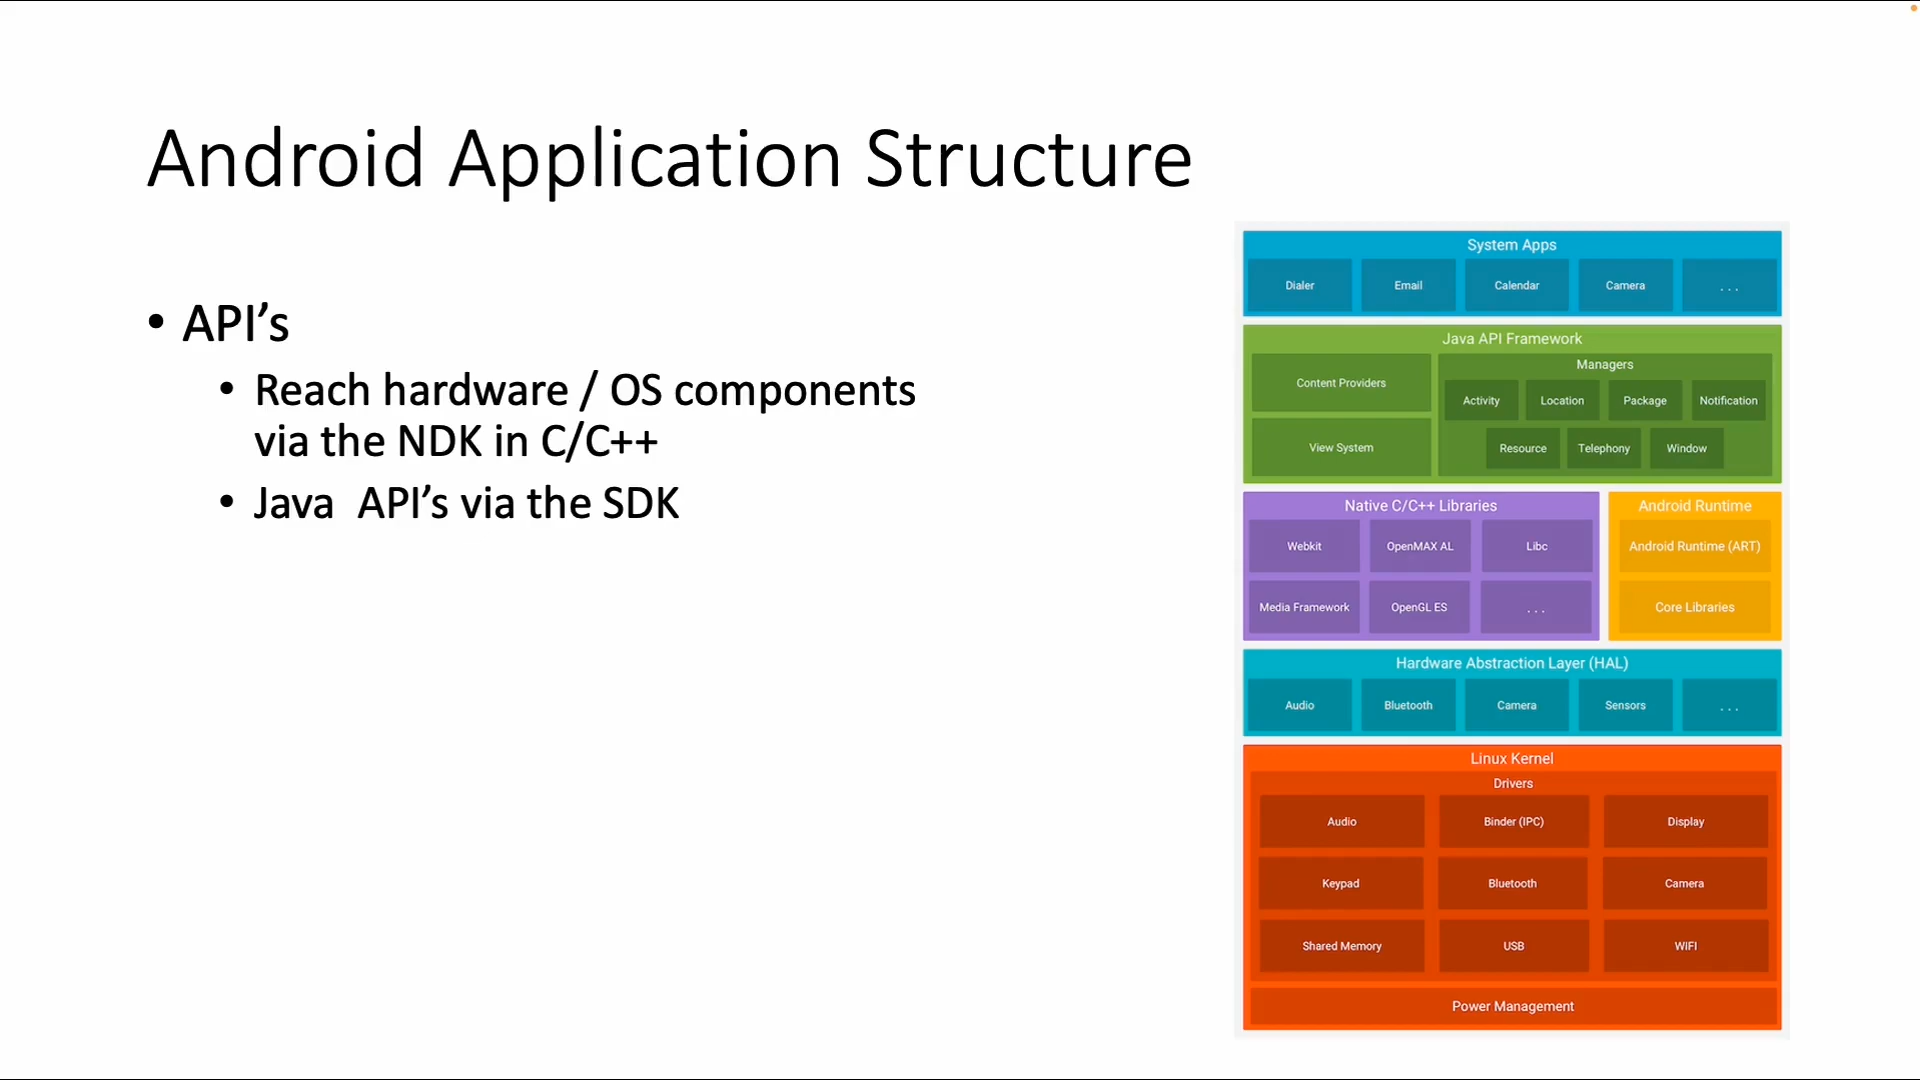 Android Application Structure
• API’s
• Reach hardware / OS components
via the NDK in C/C++
• Java  API’s via the SDK
System Apps
Dialer Email Calendar Camera . . .
Java API Framework
Content Providers
View System
Managers
Activity Location Package Notification
Resource Telephony Window
Native C/C++ Libraries
Webkit OpenMAX AL Libc
Media Framework OpenGL ES . . .
Android Runtime
Android Runtime (ART)
Core Libraries
Hardware Abstraction Layer (HAL)
Audio Bluetooth Camera Sensors . . .
Linux Kernel
Drivers
Audio Binder (IPC) Display
Keypad Bluetooth Camera
Shared Memory USB WIFI
Power Management